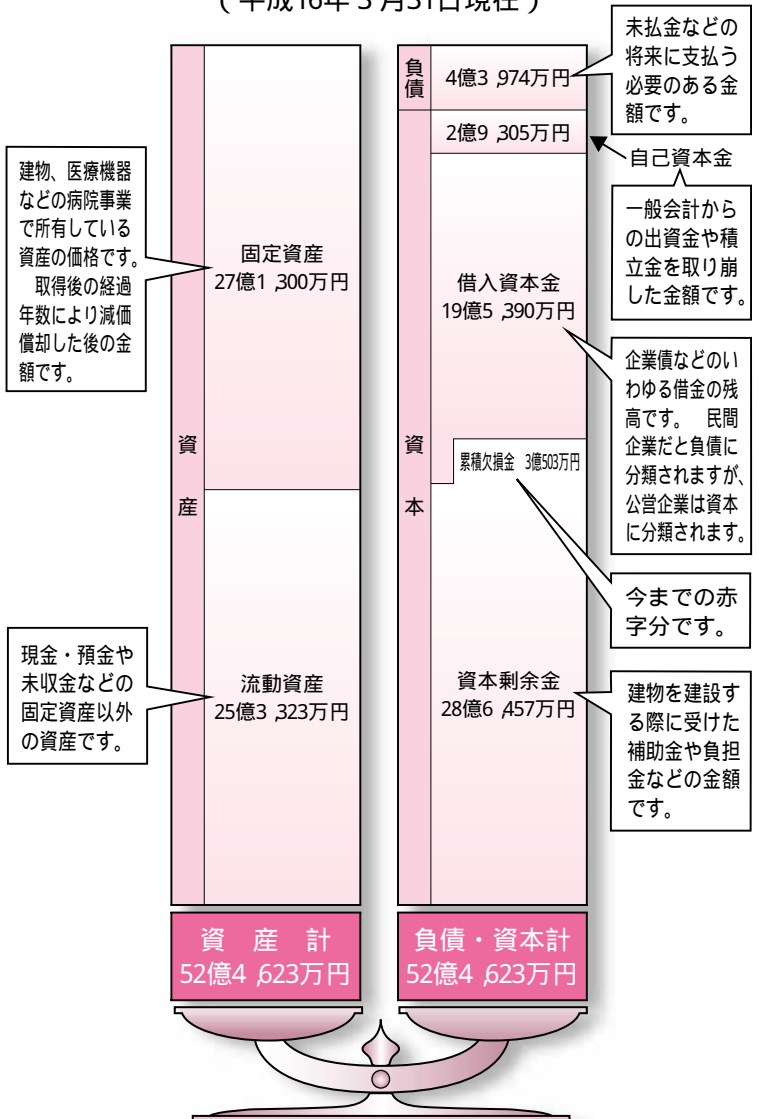 (平成16年3月31日現在)
建物、医療機器
などの病院事業
で所有している
資産の価格です。
取得後の経過
年数により減価
償却した後の金
額です。
現金・預金や
未収金などの
固定資産以外
の資産です。
資産
固定資産
27億1,300万円
流動資産
25億3,323万円
資産計
52億4,623万円
負債
4億3,974万円
資本
2億9,305万円
借入資本金
19億5,390万円
累積欠損金 3億503万円
資本剰余金
28億6,457万円
負債・資本計
52億4,623万円
未払金などの
将来に支払う
必要のある金
額です。
自己資本金
一般会計から
の出資金や積
立金を取り崩
した金額です。
企業債などのい
わゆる借金の残
高です。 民間
企業だと負債に
分類されますが、
公営企業は資本
に分類されます。
今までの赤
字分です。
建物を建設す
る際に受けた
補助金や負担
金などの金額
です。